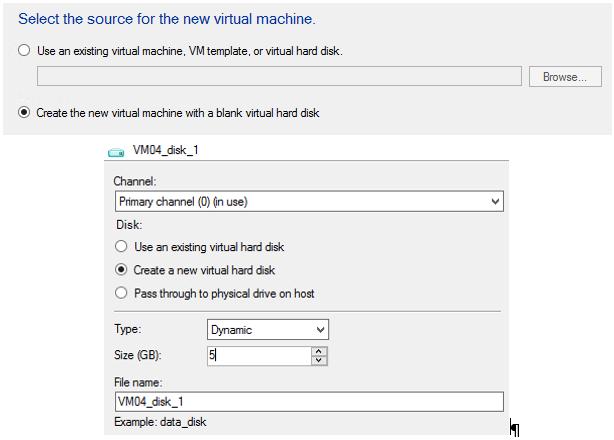 Select the source for the new virtual machine.
Use an existing virtual machine, VM template, or virtual hard disk.
Browse...
Create the new virtual machine with a blank virtual hard disk
VM04_disk_1
Channel:
Primary channel (0) (in use)
Disk:
Use an existing virtual hard disk
Create a new virtual hard disk
Pass through to physical drive on host
Type: Dynamic
Size (GB): 5
File name:
VM04_disk_1
Example: data_disk
¶